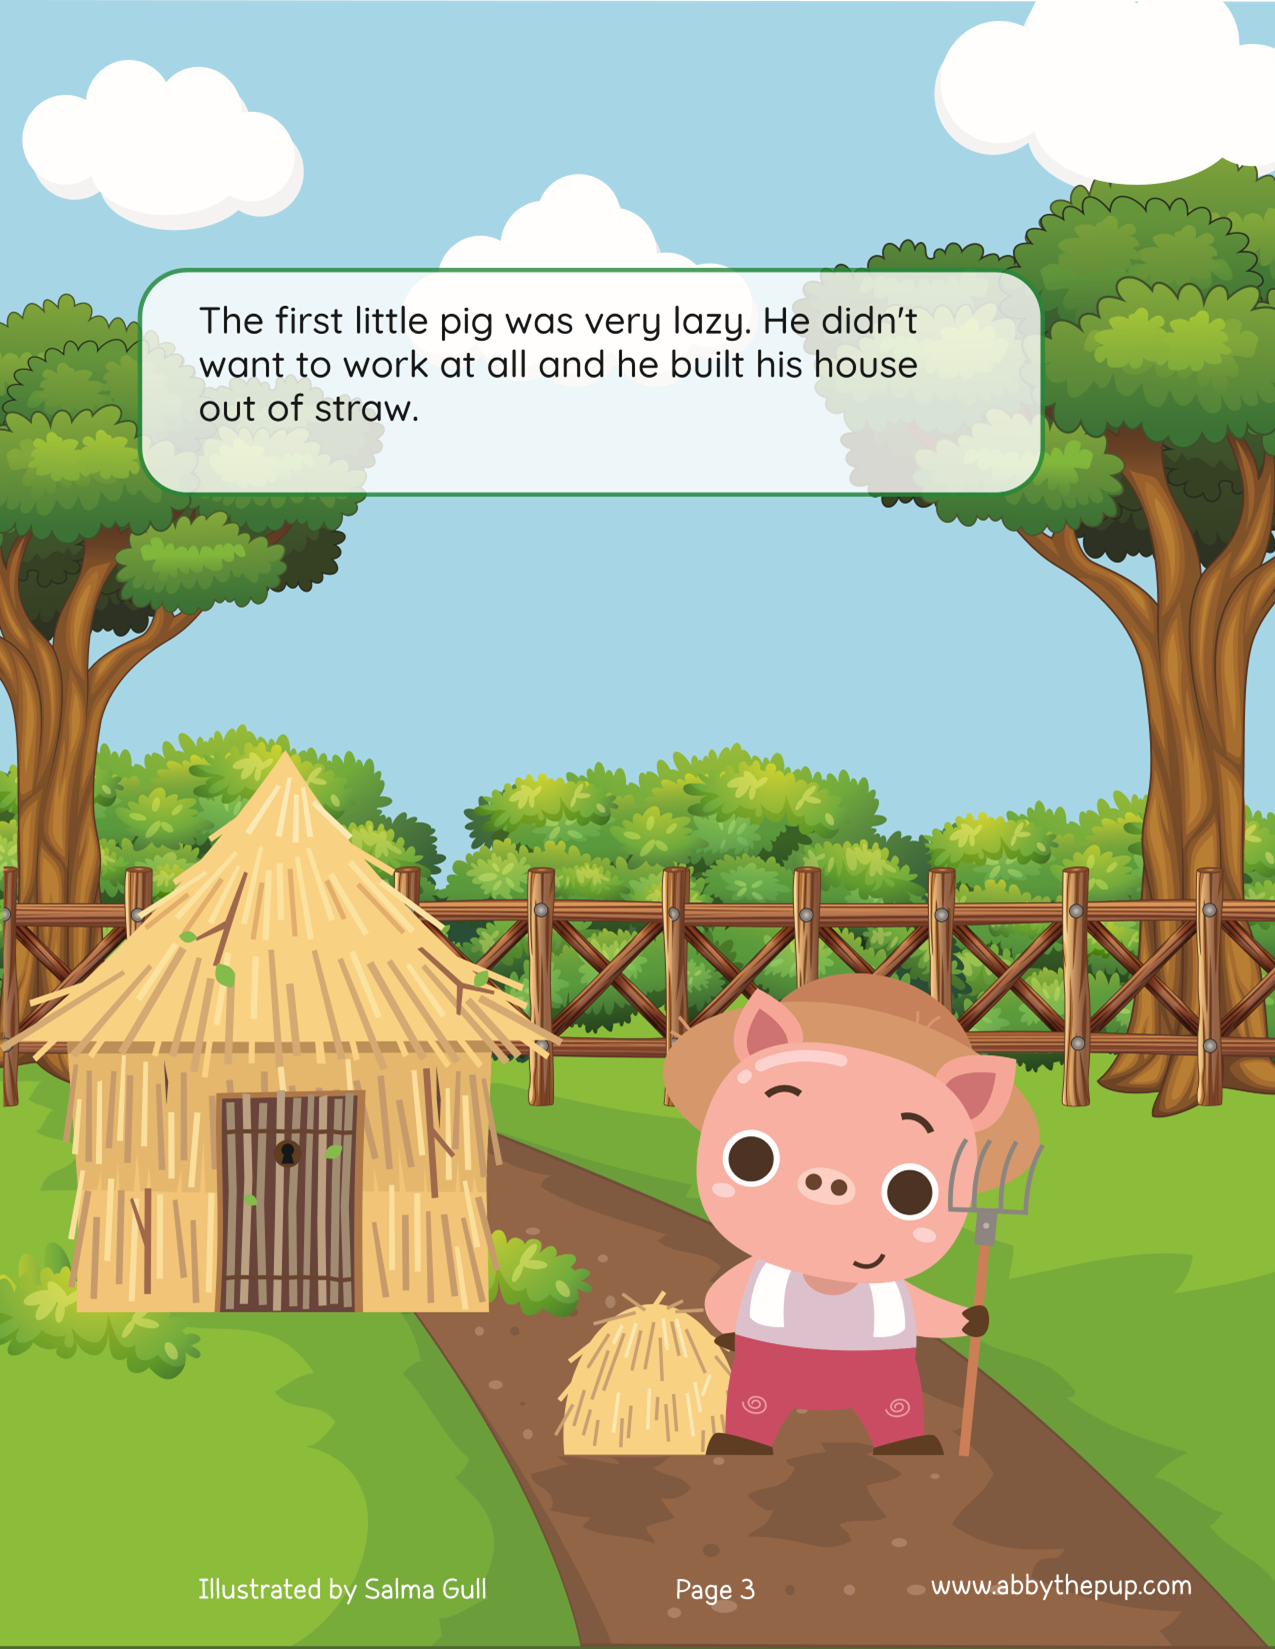 The first little pig was very lazy. He didn't
want to work at all and he built his house
out of straw.
Illustrated by Salma Gull
Page 3
www.abbythepup.com